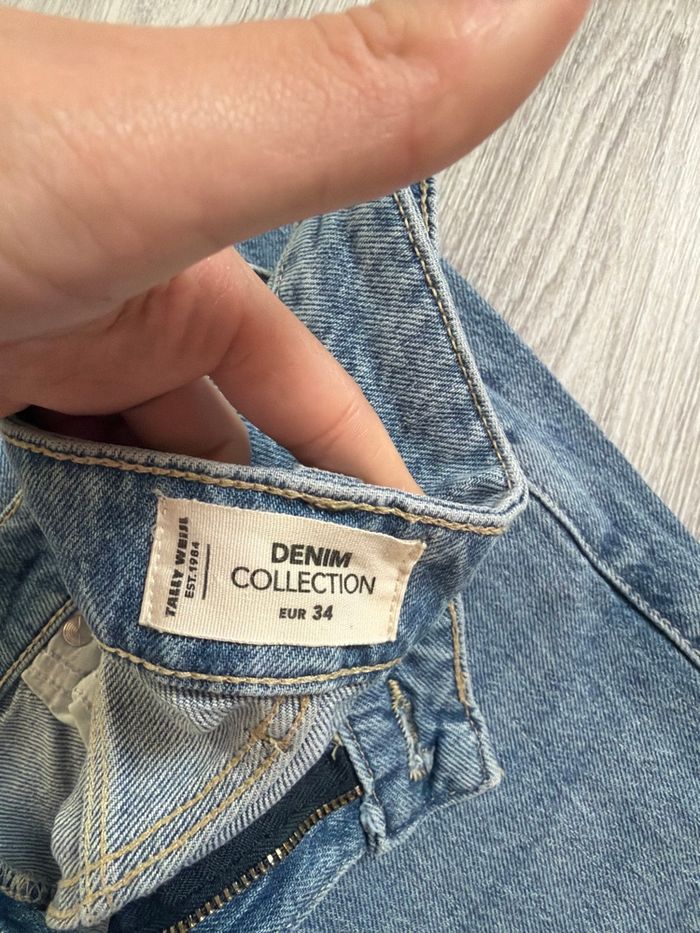 TALLY WEiJL
EST.1984
DENIM
COLLECTION
EUR 34